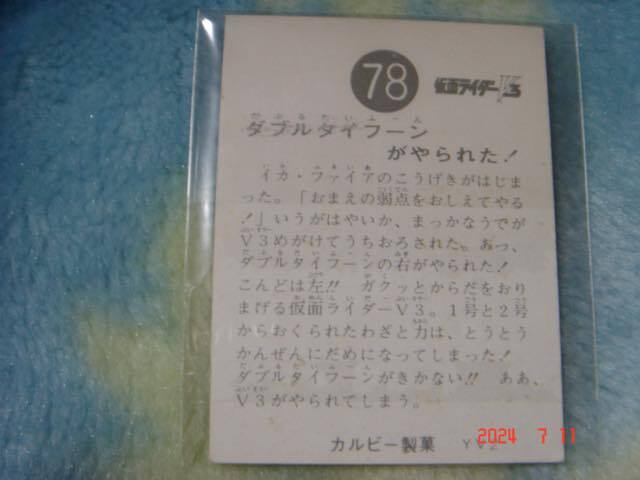 78 仮面ライダーV3
ダブルタイフーン
がやられた!
イカ・ファイアのこうげきがはじま
った。「おまえの弱点をおしえてやる
!」いうがはやいか、まっかなうでが
V3めがけてうちおろされた。あっ、
ダブルタイフーンの右がやられた!
こんどは左!! ガクッとからだをおり
まげる仮面ライダーV3。1号と2号
からおくられたわざと力は、とうとう
かんぜんにだめになってしまった!
ダブルタイフーンがきかない!! ああ、
V3がやられてしまう。
カルビー製菓 YV2
2024 7 11